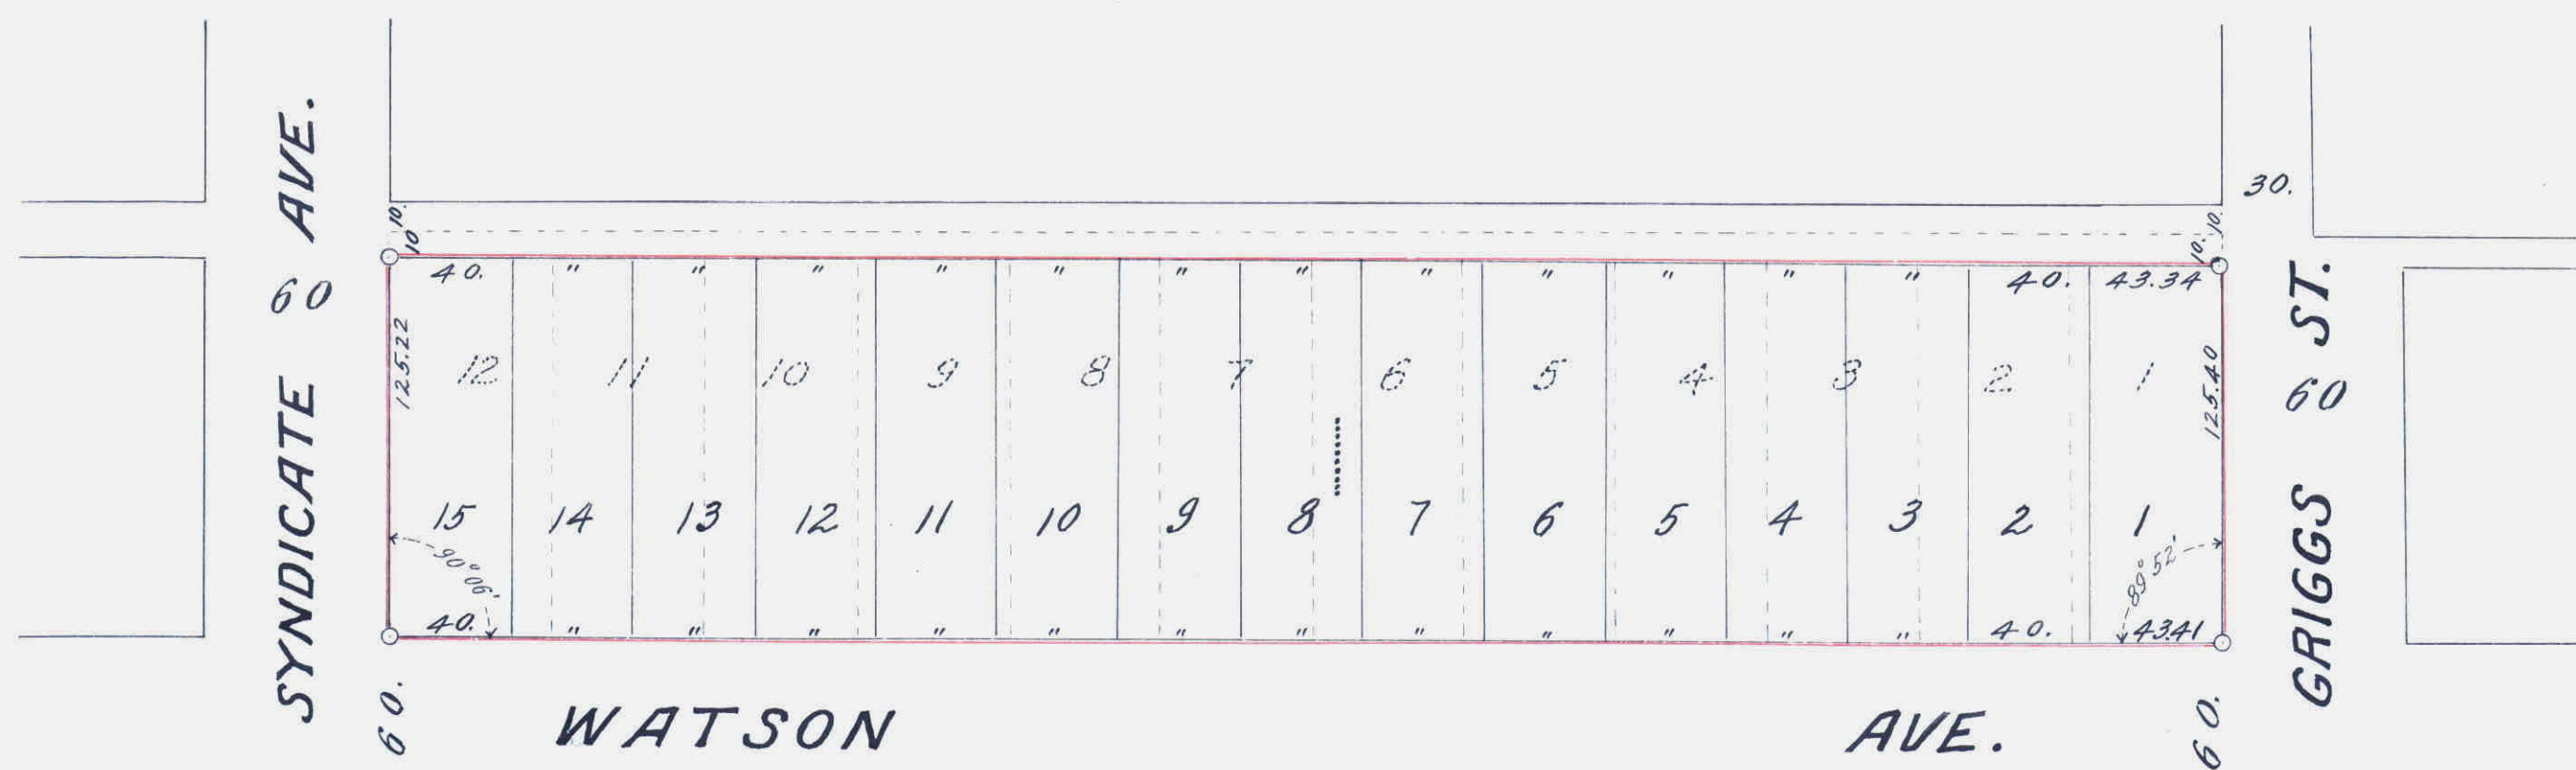 SYNDICATE 60 AVE.
30.
10. 10.
10 10.
40. " " " " " " " " " " " " 40. 43.34
125.22
125.40
12 11 10 9 8 7 6 5 4 3 2 1
15 14 13 12 11 10 9 8 7 6 5 4 3 2 1
90°06'
89°52'
40. " " " " " " " " " " " " 40. 43.41
GRIGGS 60 ST.
60.
60.
WATSON AVE.